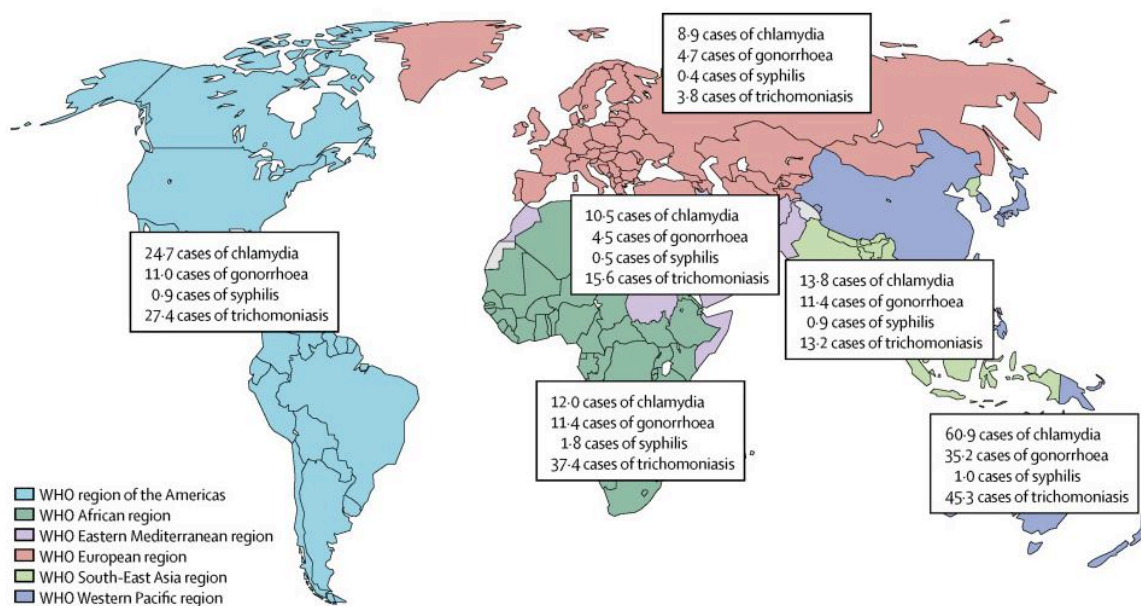 8·9 cases of chlamydia
4·7 cases of gonorrhoea
0·4 cases of syphilis
3·8 cases of trichomoniasis
10·5 cases of chlamydia
4·5 cases of gonorrhoea
0·5 cases of syphilis
15·6 cases of trichomoniasis
24·7 cases of chlamydia
11·0 cases of gonorrhoea
0·9 cases of syphilis
27·4 cases of trichomoniasis
13·8 cases of chlamydia
11·4 cases of gonorrhoea
0·9 cases of syphilis
13·2 cases of trichomoniasis
12·0 cases of chlamydia
11·4 cases of gonorrhoea
1·8 cases of syphilis
37·4 cases of trichomoniasis
60·9 cases of chlamydia
35·2 cases of gonorrhoea
1·0 cases of syphilis
45·3 cases of trichomoniasis
WHO region of the Americas
WHO African region
WHO Eastern Mediterranean region
WHO European region
WHO South-East Asia region
WHO Western Pacific region